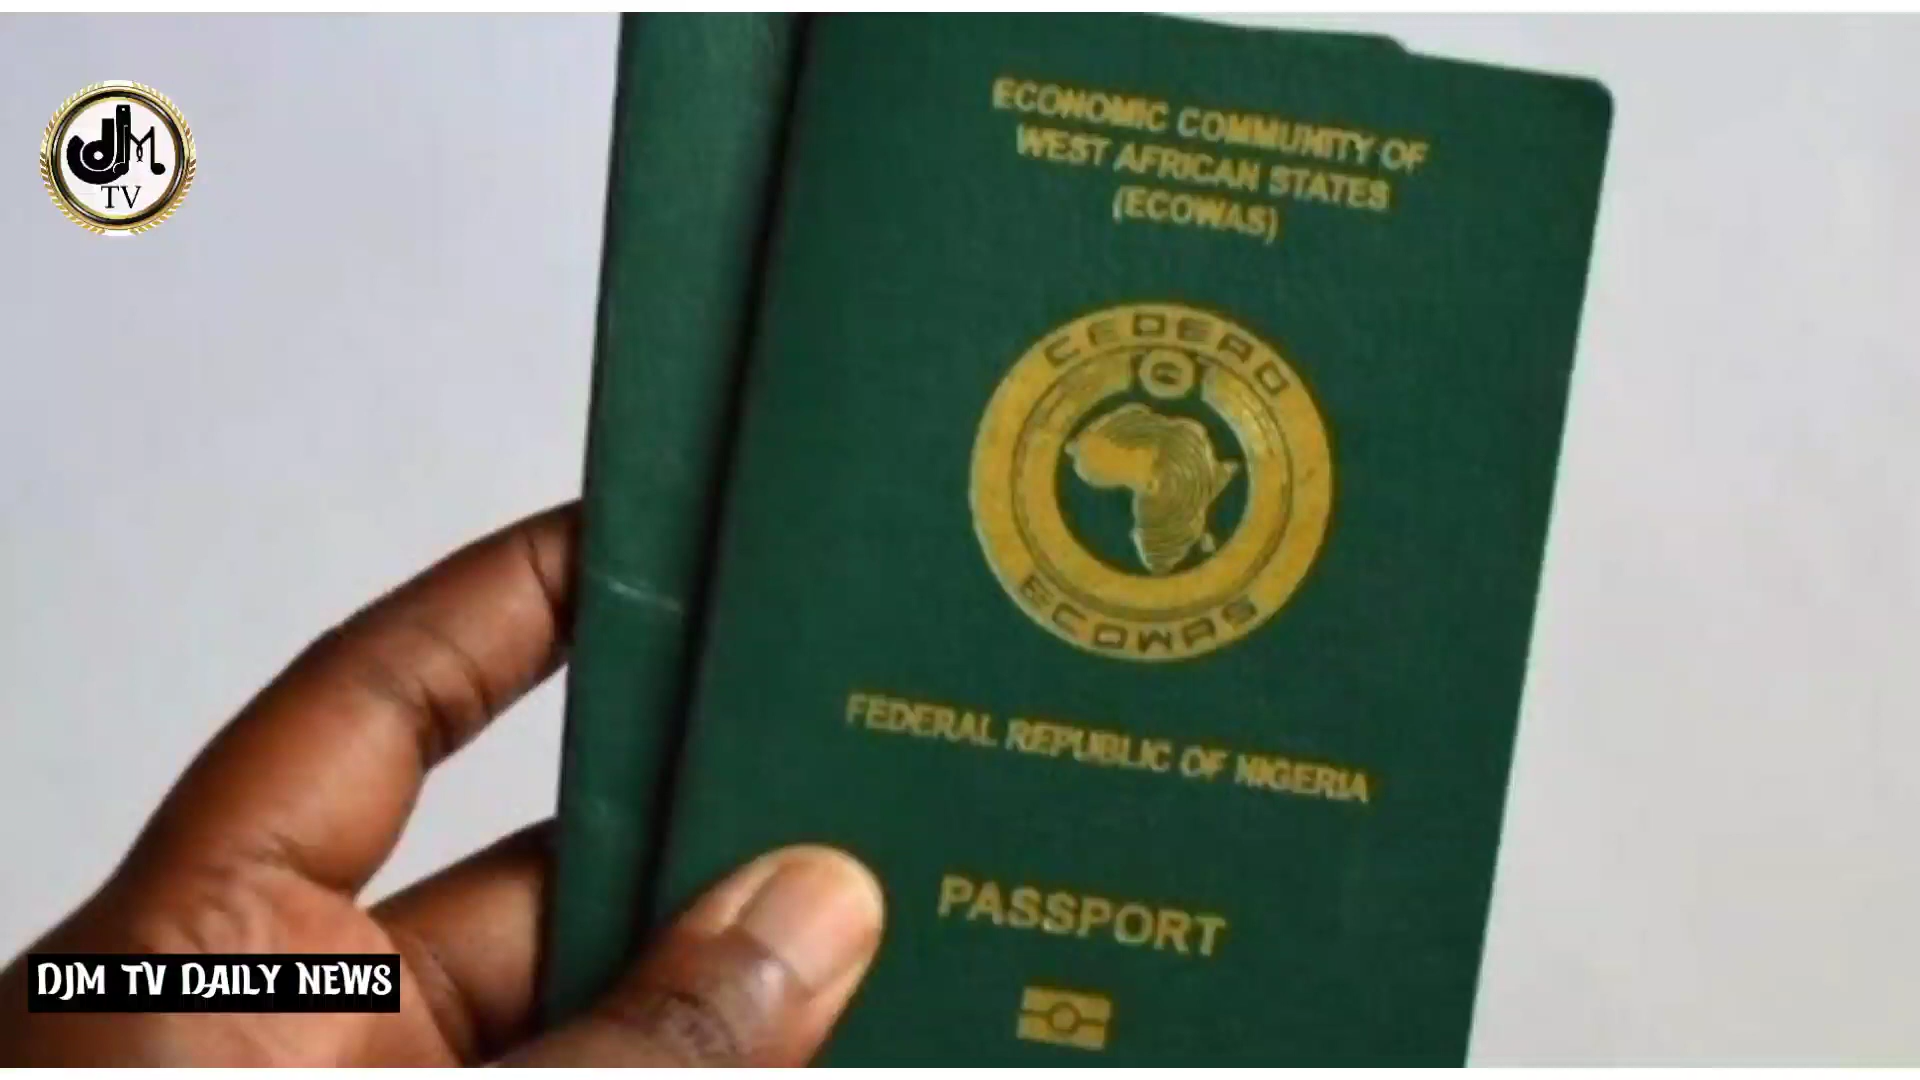 DJM
TV
ECONOMIC COMMUNITY OF
WEST AFRICAN STATES
(ECOWAS)
CEDEAO
ECOWAS
FEDERAL REPUBLIC OF NIGERIA
PASSPORT
DJM TV DAILY NEWS